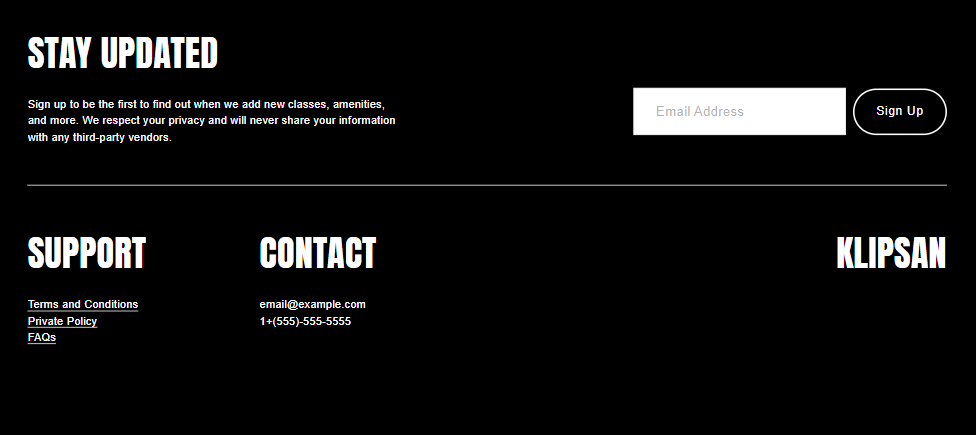 STAY UPDATED
Sign up to be the first to find out when we add new classes, amenities,
and more. We respect your privacy and will never share your information
with any third-party vendors.
Email Address
Sign Up
SUPPORT
CONTACT
KLIPSAN
Terms and Conditions
Private Policy
FAQs
email@example.com
1+(555)-555-5555